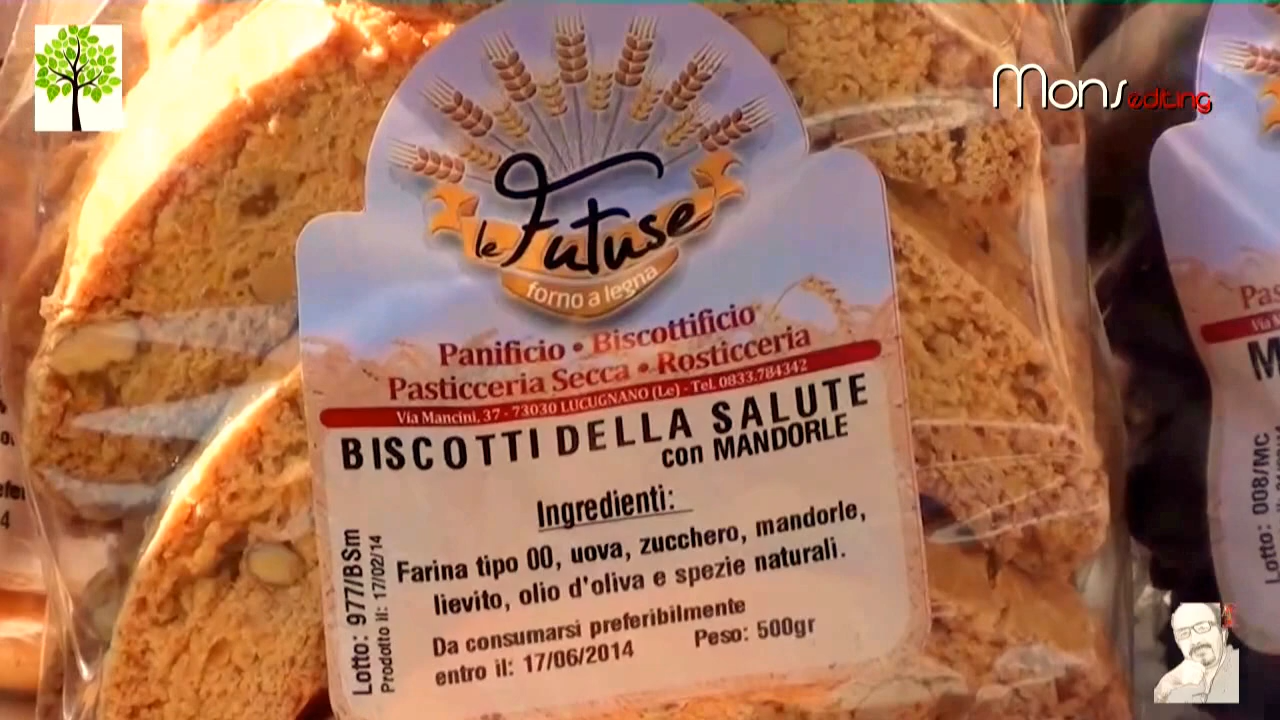 Mons editing
le Futuse
forno a legna
Panificio • Biscottificio
Pasticceria Secca • Rosticceria
Via Mancini, 37 - 73030 LUCUGNANO (Le) - Tel. 0833.784342
BISCOTTI DELLA SALUTE
con MANDORLE
Ingredienti:
Farina tipo 00, uova, zucchero, mandorle,
lievito, olio d'oliva e spezie naturali.
Da consumarsi preferibilmente
entro il: 17/06/2014
Peso: 500gr
Lotto: 977/BSm
Prodotto il: 17/02/14
Lotto: 008/MC